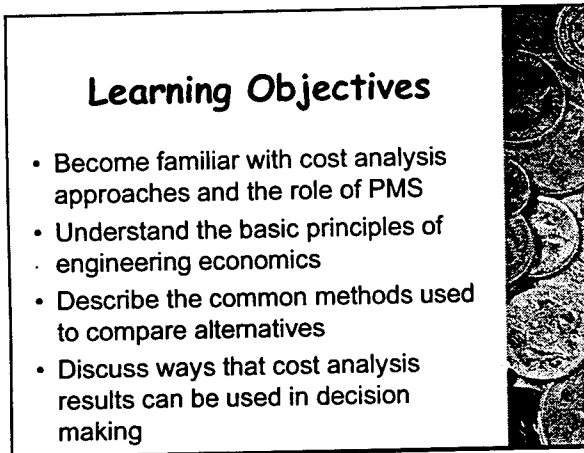 Learning Objectives
• Become familiar with cost analysis
approaches and the role of PMS
• Understand the basic principles of
engineering economics
• Describe the common methods used
to compare alternatives
• Discuss ways that cost analysis
results can be used in decision
making